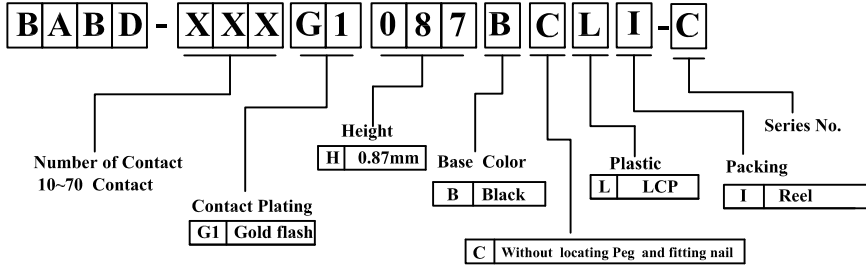 BABD-XXXG1087BCLI-C
Series No.
Height
H 0.87mm
Number of Contact
10~70 Contact
Base Color
B Black
Plastic
L LCP
Packing
I Reel
Contact Plating
G1 Gold flash
C Without locating Peg and fitting nail